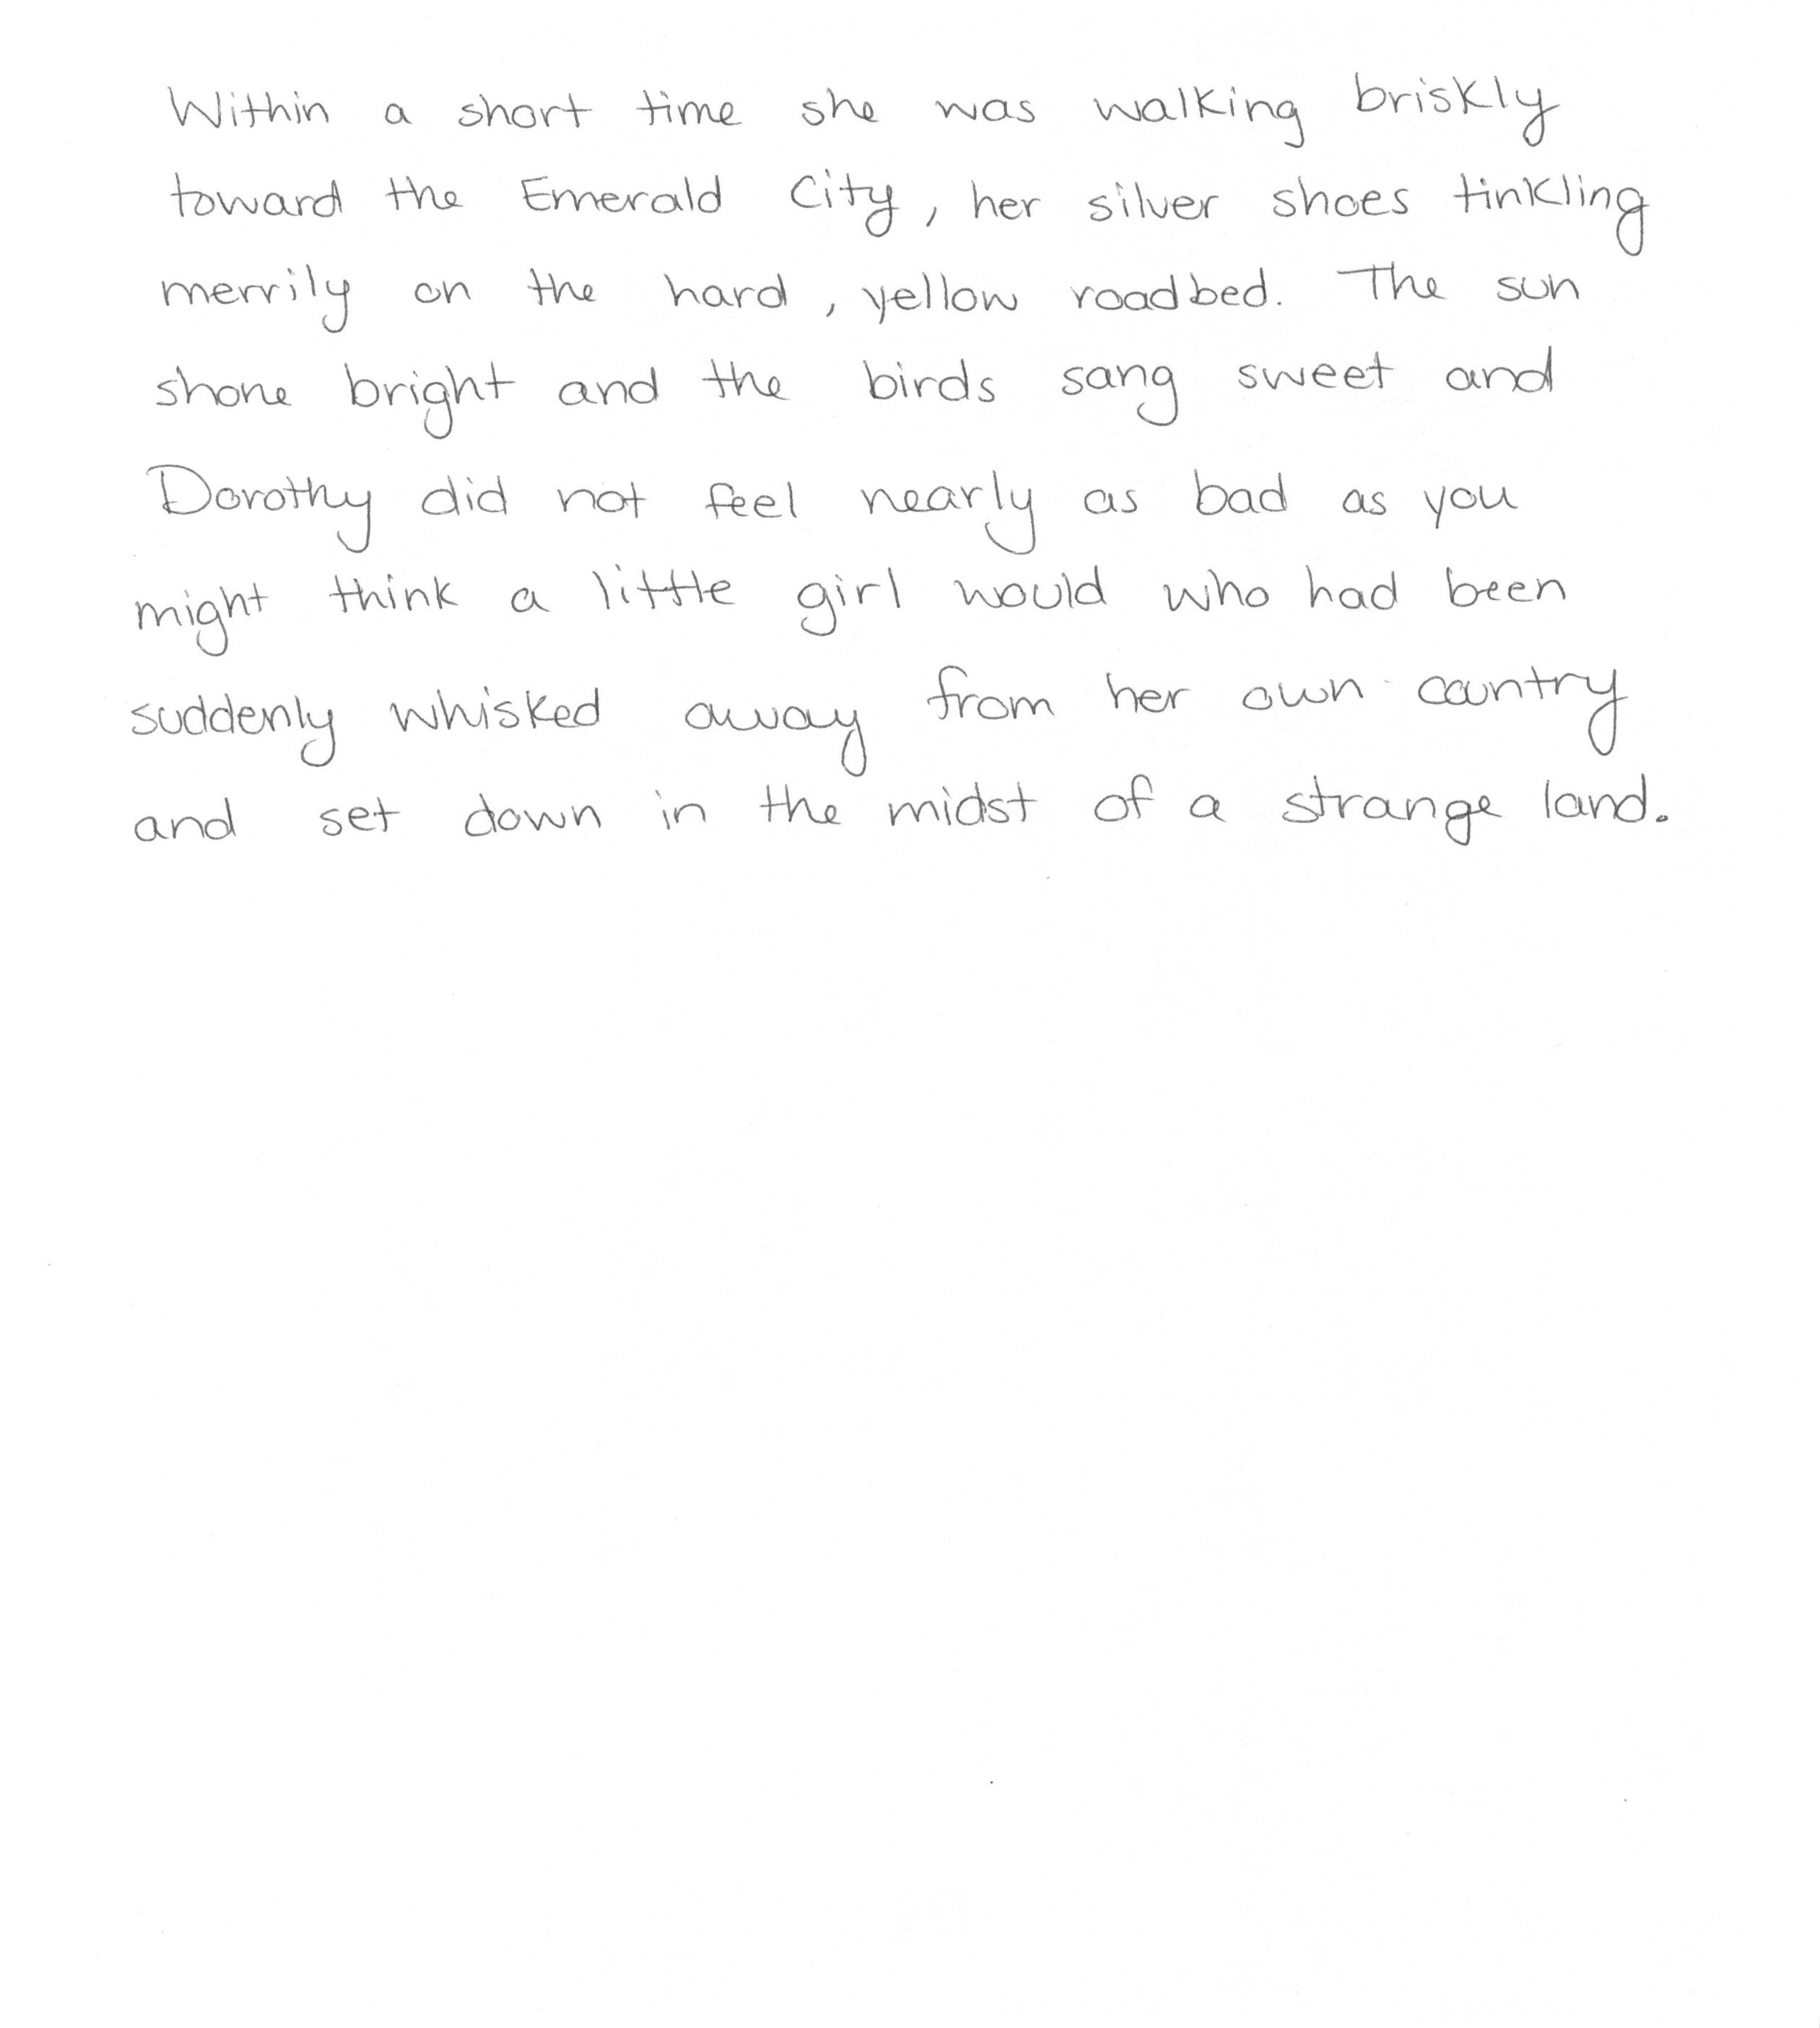 Within a short time she was walking briskly
toward the Emerald City, her silver shoes tinkling
merrily on the hard, yellow roadbed. The sun
shone bright and the birds sang sweet and
Dorothy did not feel nearly as bad as you
might think a little girl would who had been
suddenly whisked away from her own country
and set down in the midst of a strange land.